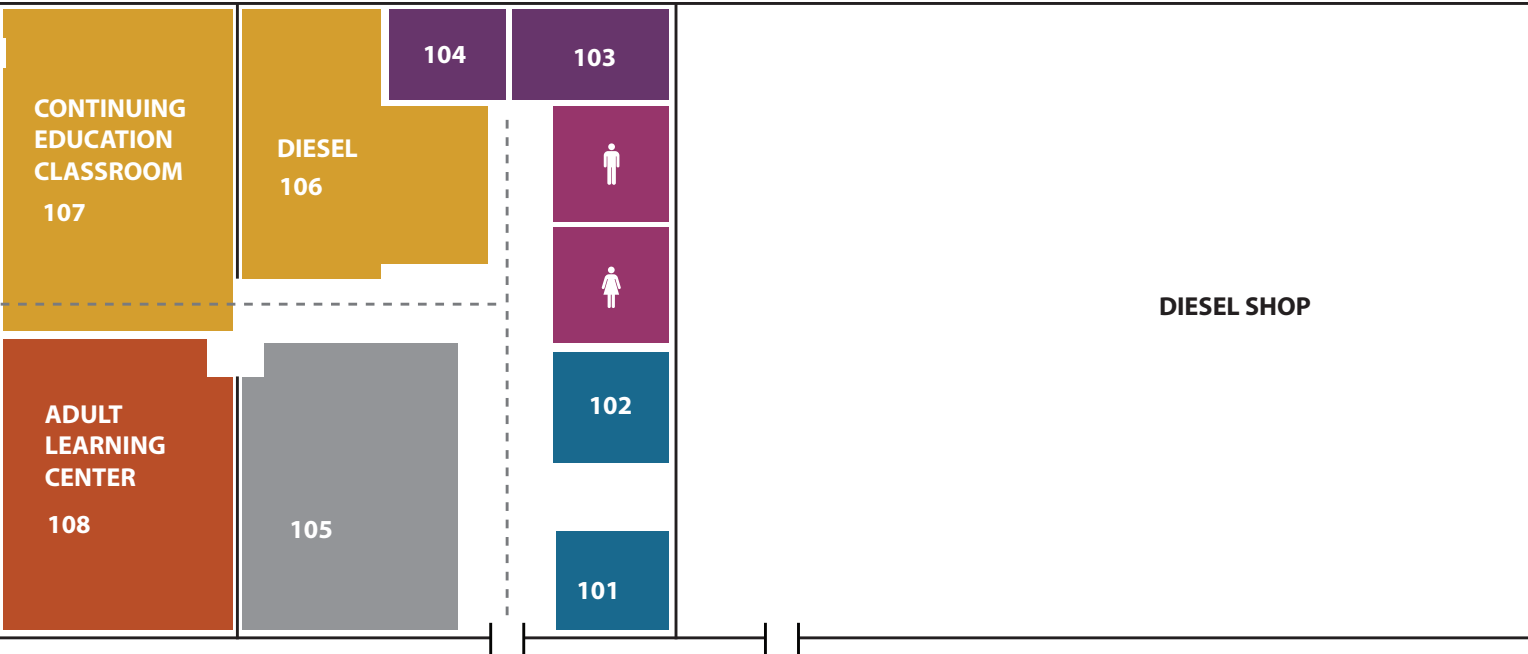 104
103
CONTINUING
EDUCATION
CLASSROOM
107
DIESEL
106
DIESEL SHOP
102
ADULT
LEARNING
CENTER
108
105
101